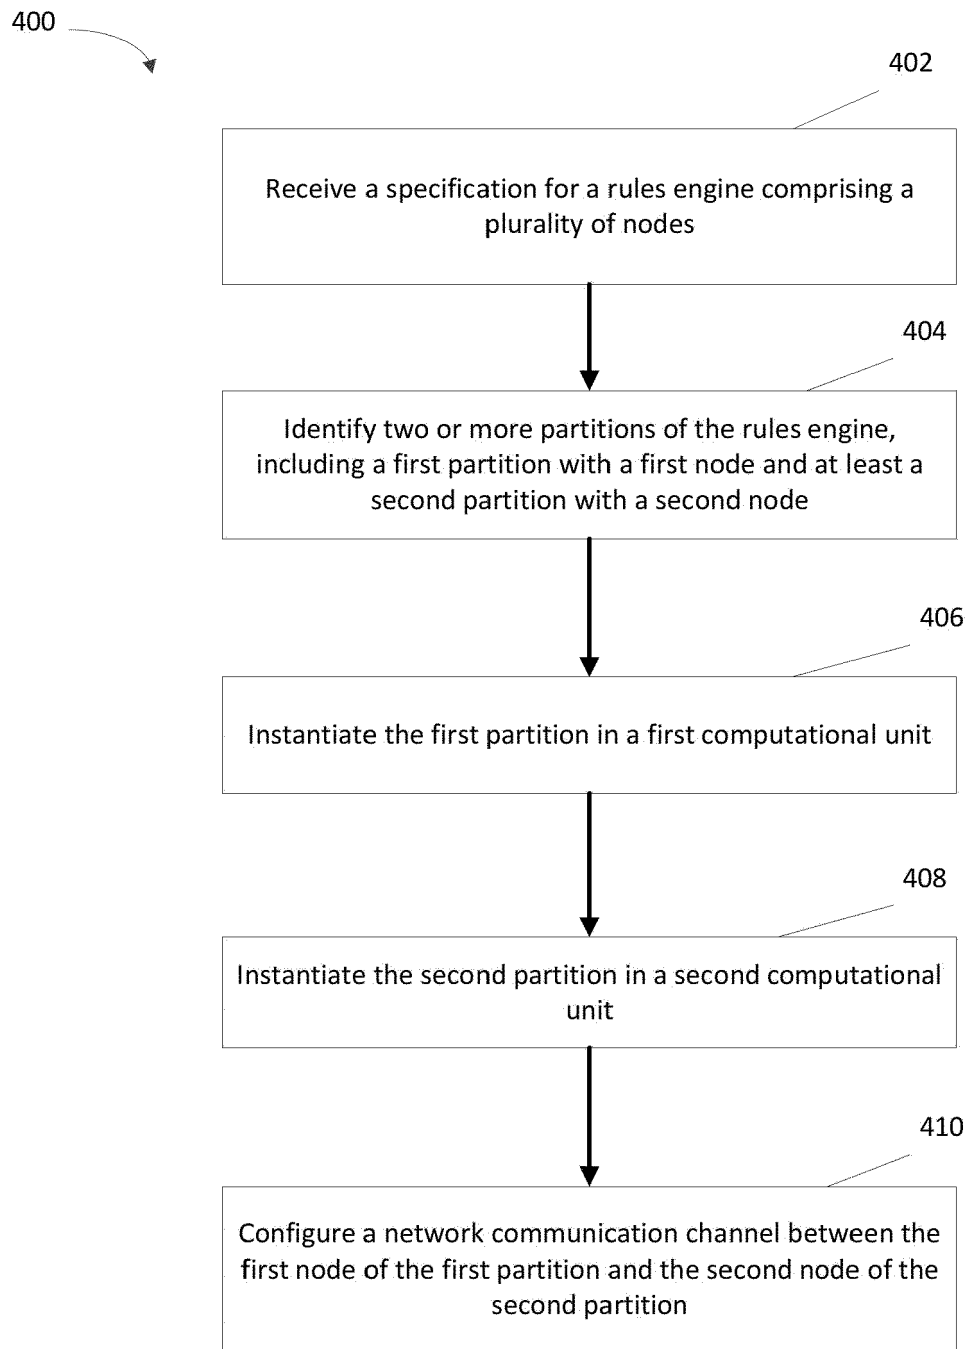 400
402
Receive a specification for a rules engine comprising a
plurality of nodes
404
Identify two or more partitions of the rules engine,
including a first partition with a first node and at least a
second partition with a second node
406
Instantiate the first partition in a first computational unit
408
Instantiate the second partition in a second computational
unit
410
Configure a network communication channel between the
first node of the first partition and the second node of the
second partition